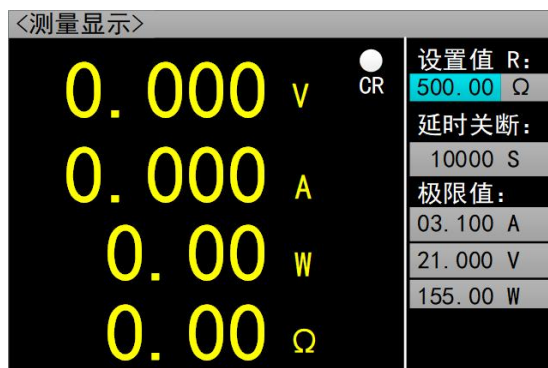 <测量显示>
0.000 V
0.000 A
0.00 W
0.00 Ω
CR
设置值 R:
500.00 Ω
延时关断:
10000 S
极限值:
03.100 A
21.000 V
155.00 W